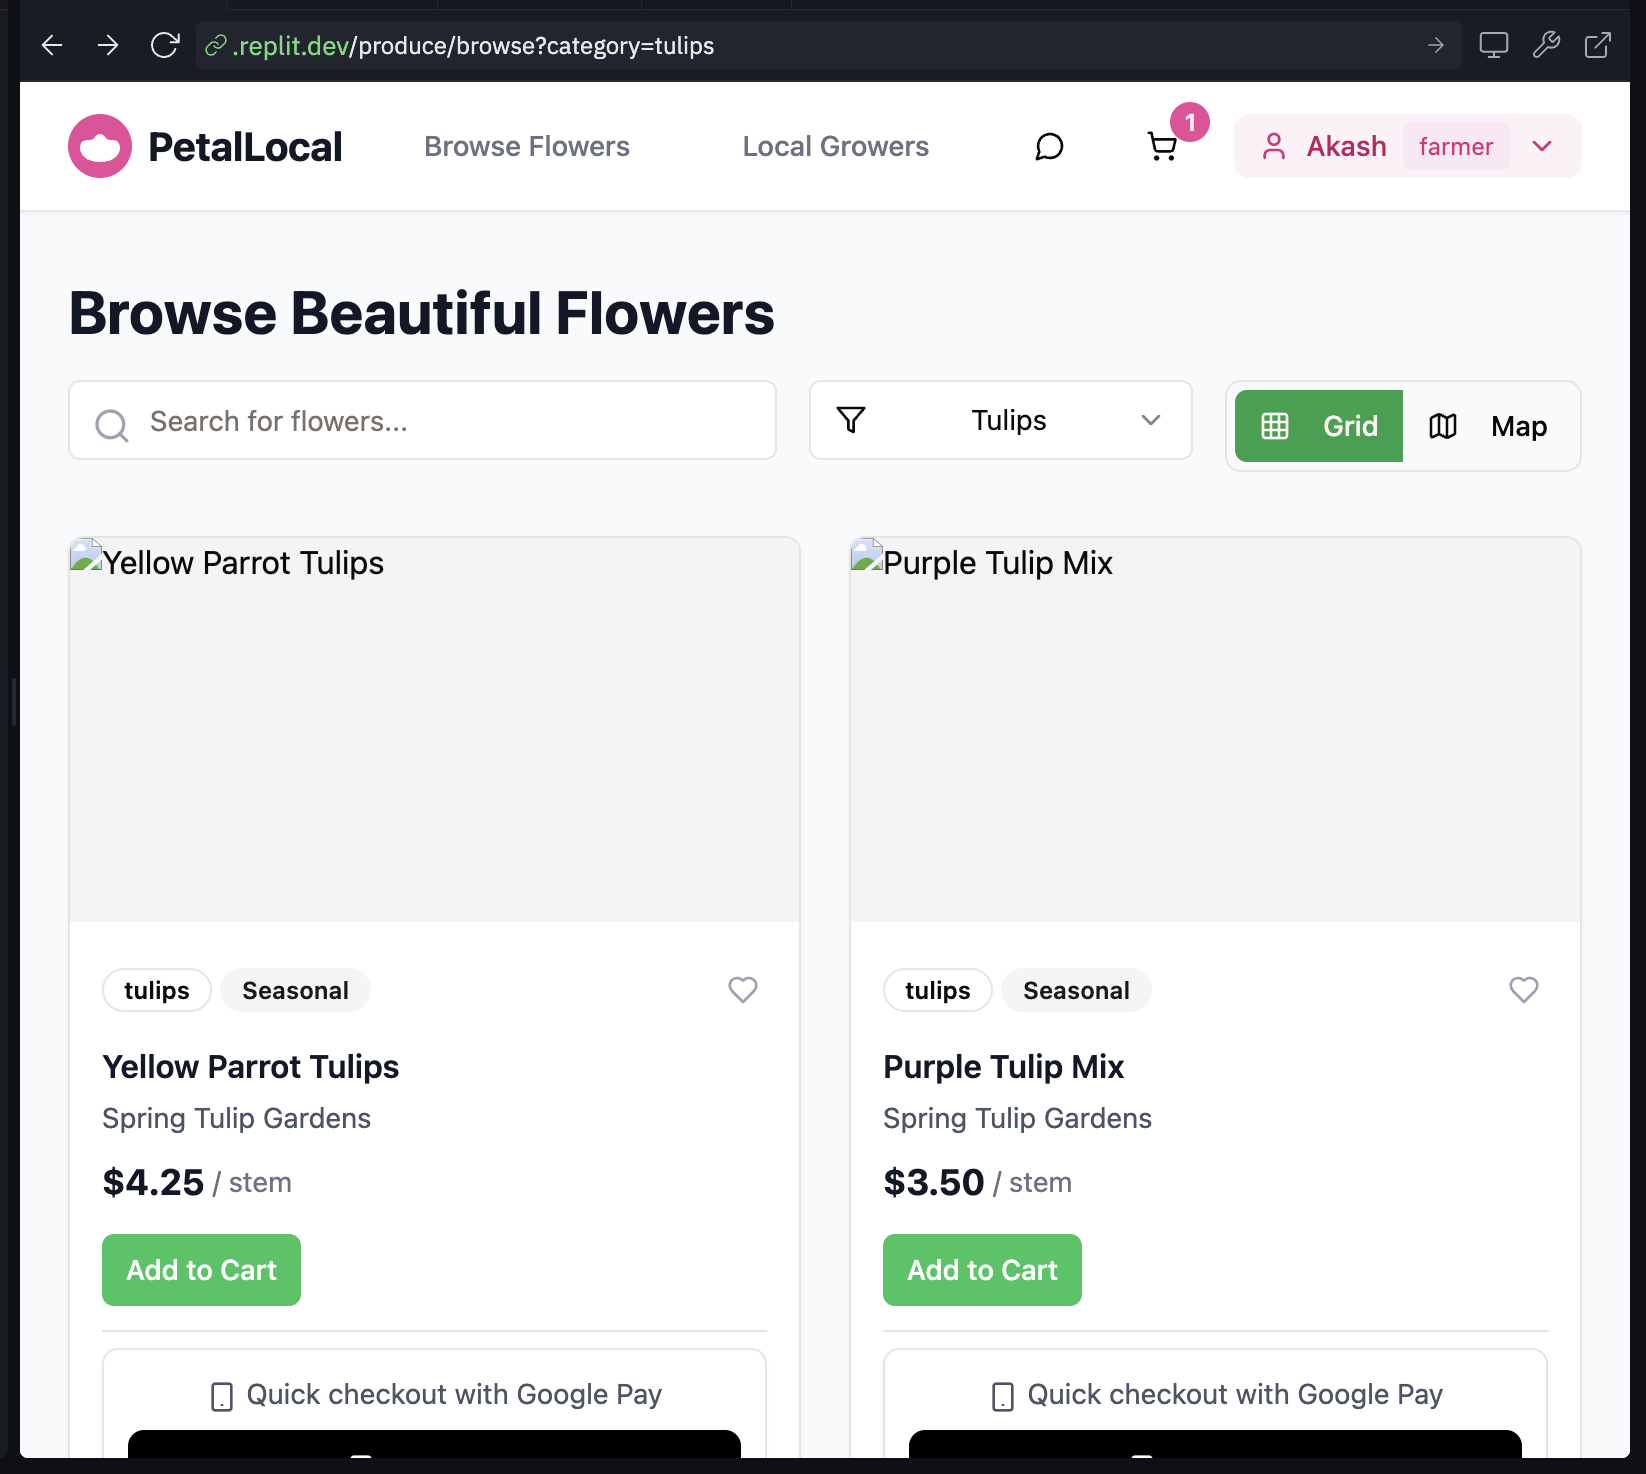 .replit.dev/produce/browse?category=tulips
PetalLocal
Browse Flowers
Local Growers
1
Akash
farmer
Browse Beautiful Flowers
Search for flowers...
Tulips
Grid
Map
Yellow Parrot Tulips
Purple Tulip Mix
tulips
Seasonal
tulips
Seasonal
Yellow Parrot Tulips
Purple Tulip Mix
Spring Tulip Gardens
Spring Tulip Gardens
$4.25 / stem
$3.50 / stem
Add to Cart
Add to Cart
Quick checkout with Google Pay
Quick checkout with Google Pay